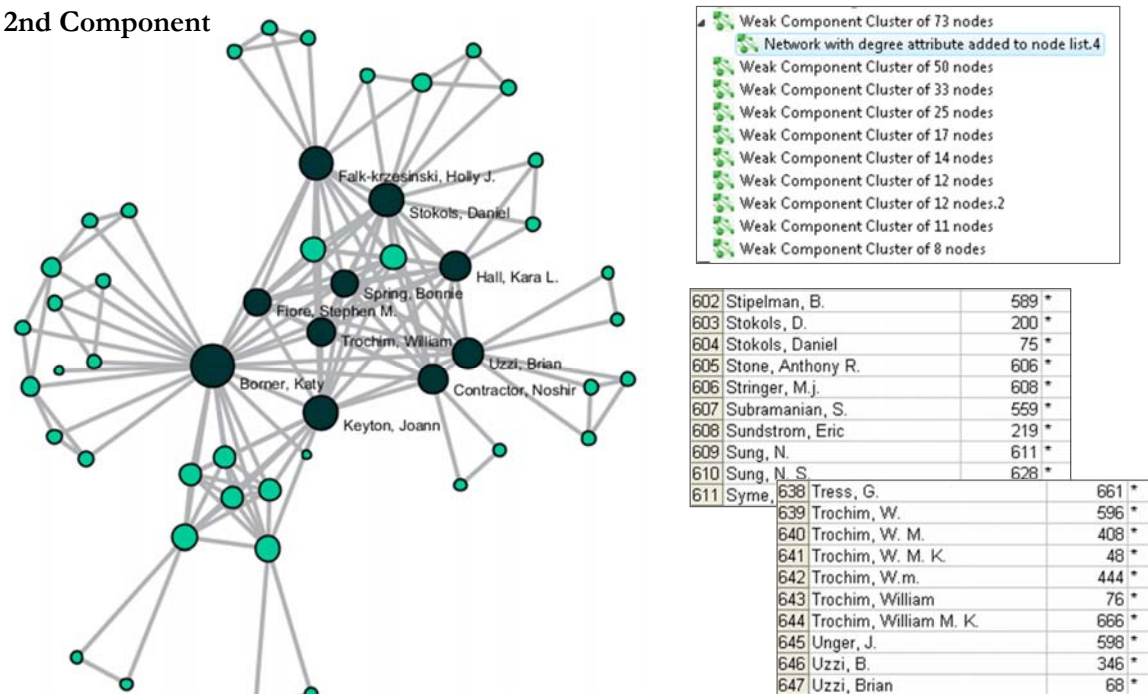 2nd Component
Falk-krzesinski, Holly J.
Stokols, Daniel
Hall, Kara L.
Spring, Bonnie
Fiore, Stephen M.
Trochim, William
Uzzi, Brian
Borner, Katy
Contractor, Noshir
Keyton, Joann
Weak Component Cluster of 73 nodes
Network with degree attribute added to node list.4
Weak Component Cluster of 50 nodes
Weak Component Cluster of 33 nodes
Weak Component Cluster of 25 nodes
Weak Component Cluster of 17 nodes
Weak Component Cluster of 14 nodes
Weak Component Cluster of 12 nodes
Weak Component Cluster of 12 nodes.2
Weak Component Cluster of 11 nodes
Weak Component Cluster of 8 nodes
602 Stipelman, B. 589 *
603 Stokols, D. 200 *
604 Stokols, Daniel 75 *
605 Stone, Anthony R. 606 *
606 Stringer, M.j. 608 *
607 Subramanian, S. 559 *
608 Sundstrom, Eric 219 *
609 Sung, N. 611 *
610 Sung, N. S. 628 *
611 Syme,
638 Tress, G. 661 *
639 Trochim, W. 596 *
640 Trochim, W. M. 408 *
641 Trochim, W. M. K. 48 *
642 Trochim, W.m. 444 *
643 Trochim, William 76 *
644 Trochim, William M. K. 666 *
645 Unger, J. 598 *
646 Uzzi, B. 346 *
647 Uzzi, Brian 68 *